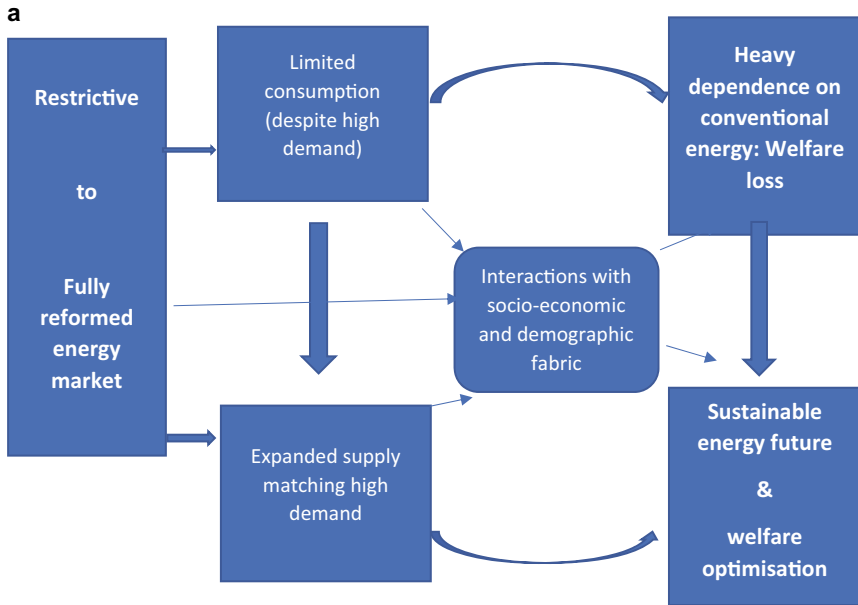 a
Restrictive
to
Fully
reformed
energy
market
Limited
consumption
(despite high
demand)
Heavy
dependence on
conventional
energy: Welfare
loss
Interactions with
socio-economic
and demographic
fabric
Expanded supply
matching high
demand
Sustainable
energy future
&
welfare
optimisation